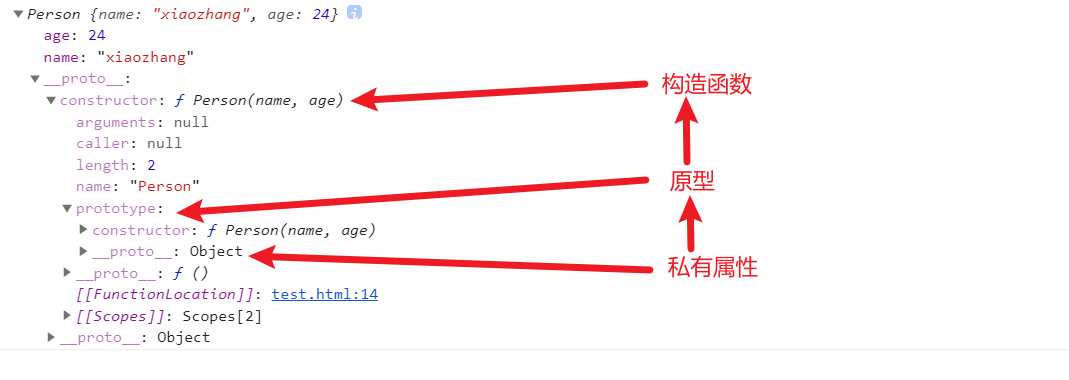 Person {name: "xiaozhang", age: 24} i
age: 24
name: "xiaozhang"
__proto__:
constructor: ƒ Person(name, age)
构造函数
arguments: null
caller: null
length: 2
name: "Person"
原型
prototype:
constructor: ƒ Person(name, age)
__proto__: Object
私有属性
__proto__: ƒ ()
[[FunctionLocation]]: test.html:14
[[Scopes]]: Scopes[2]
__proto__: Object